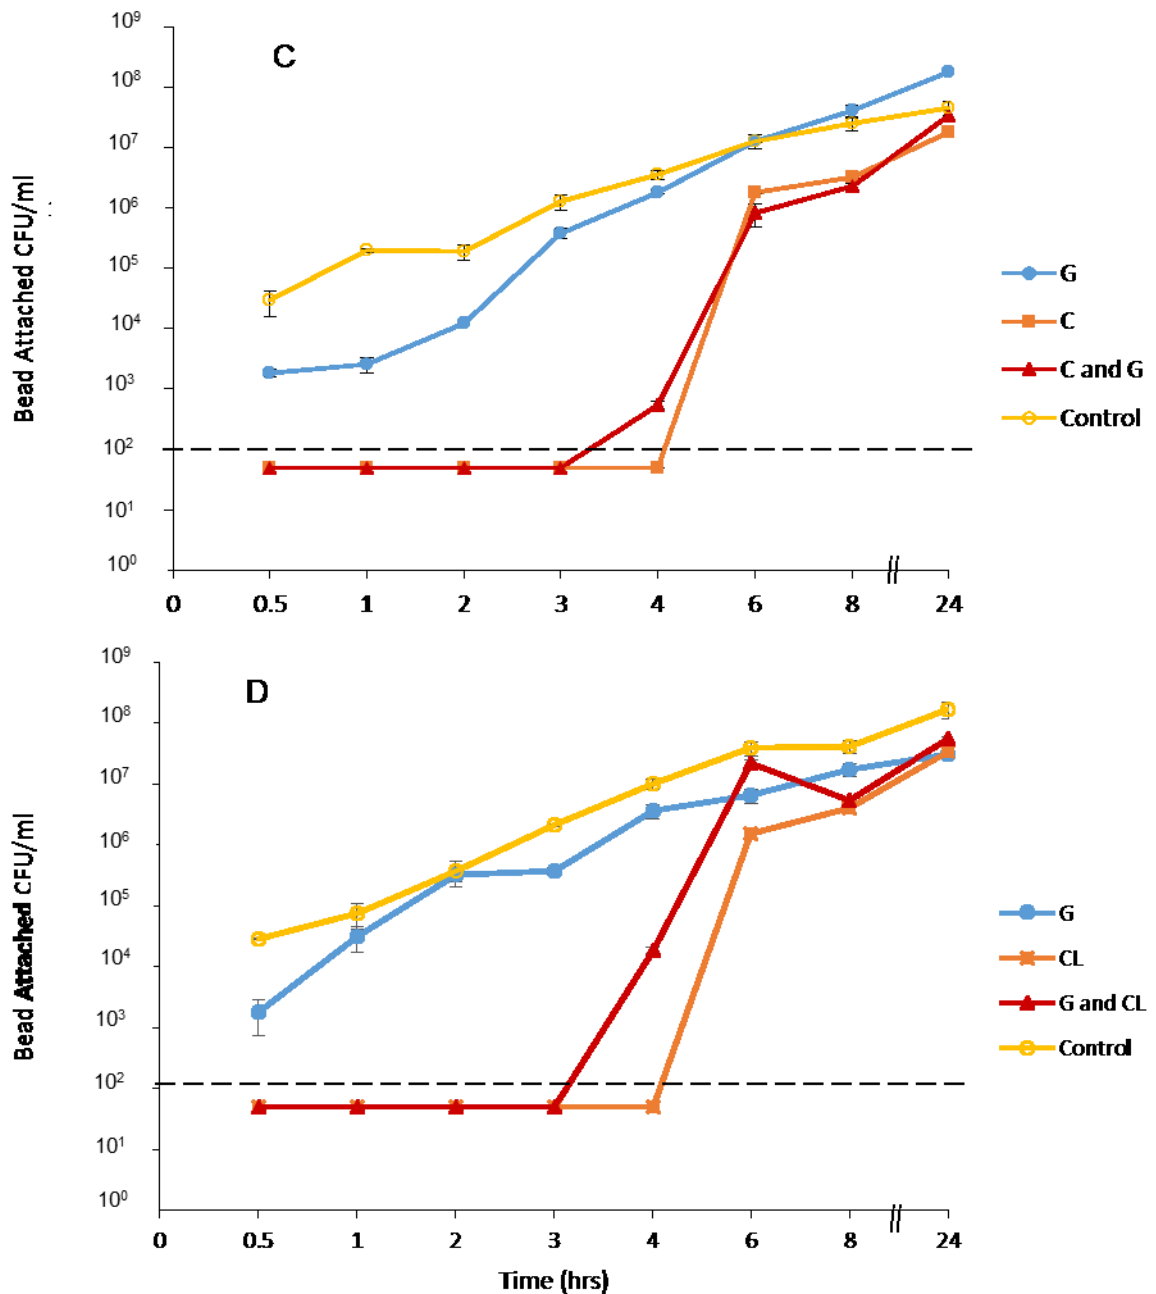 C
10⁹
10⁸
10⁷
10⁶
10⁵
10⁴
10³
10²
10¹
10⁰
Bead Attached CFU/ml
0 0.5 1 2 3 4 6 8 24
G
C
C and G
Control
D
10⁹
10⁸
10⁷
10⁶
10⁵
10⁴
10³
10²
10¹
10⁰
Bead Attached CFU/ml
0 0.5 1 2 3 4 6 8 24
Time (hrs)
G
CL
G and CL
Control